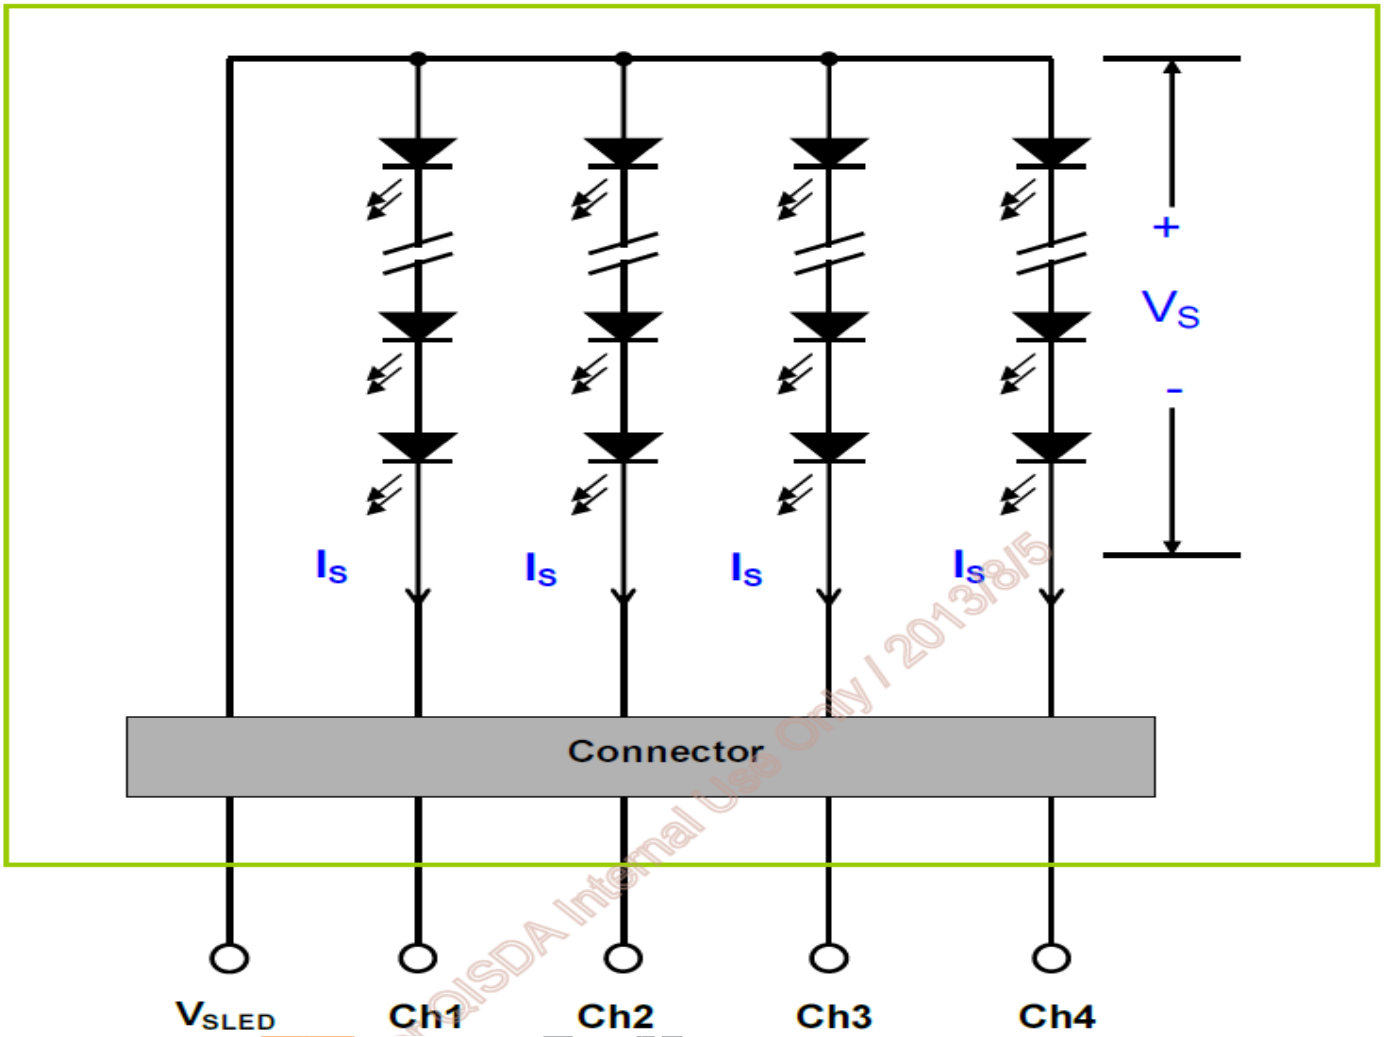 +
VS
-
IS IS IS IS
Connector
VSLED Ch1 Ch2 Ch3 Ch4
QISDA Internal Use Only / 2013/8/5